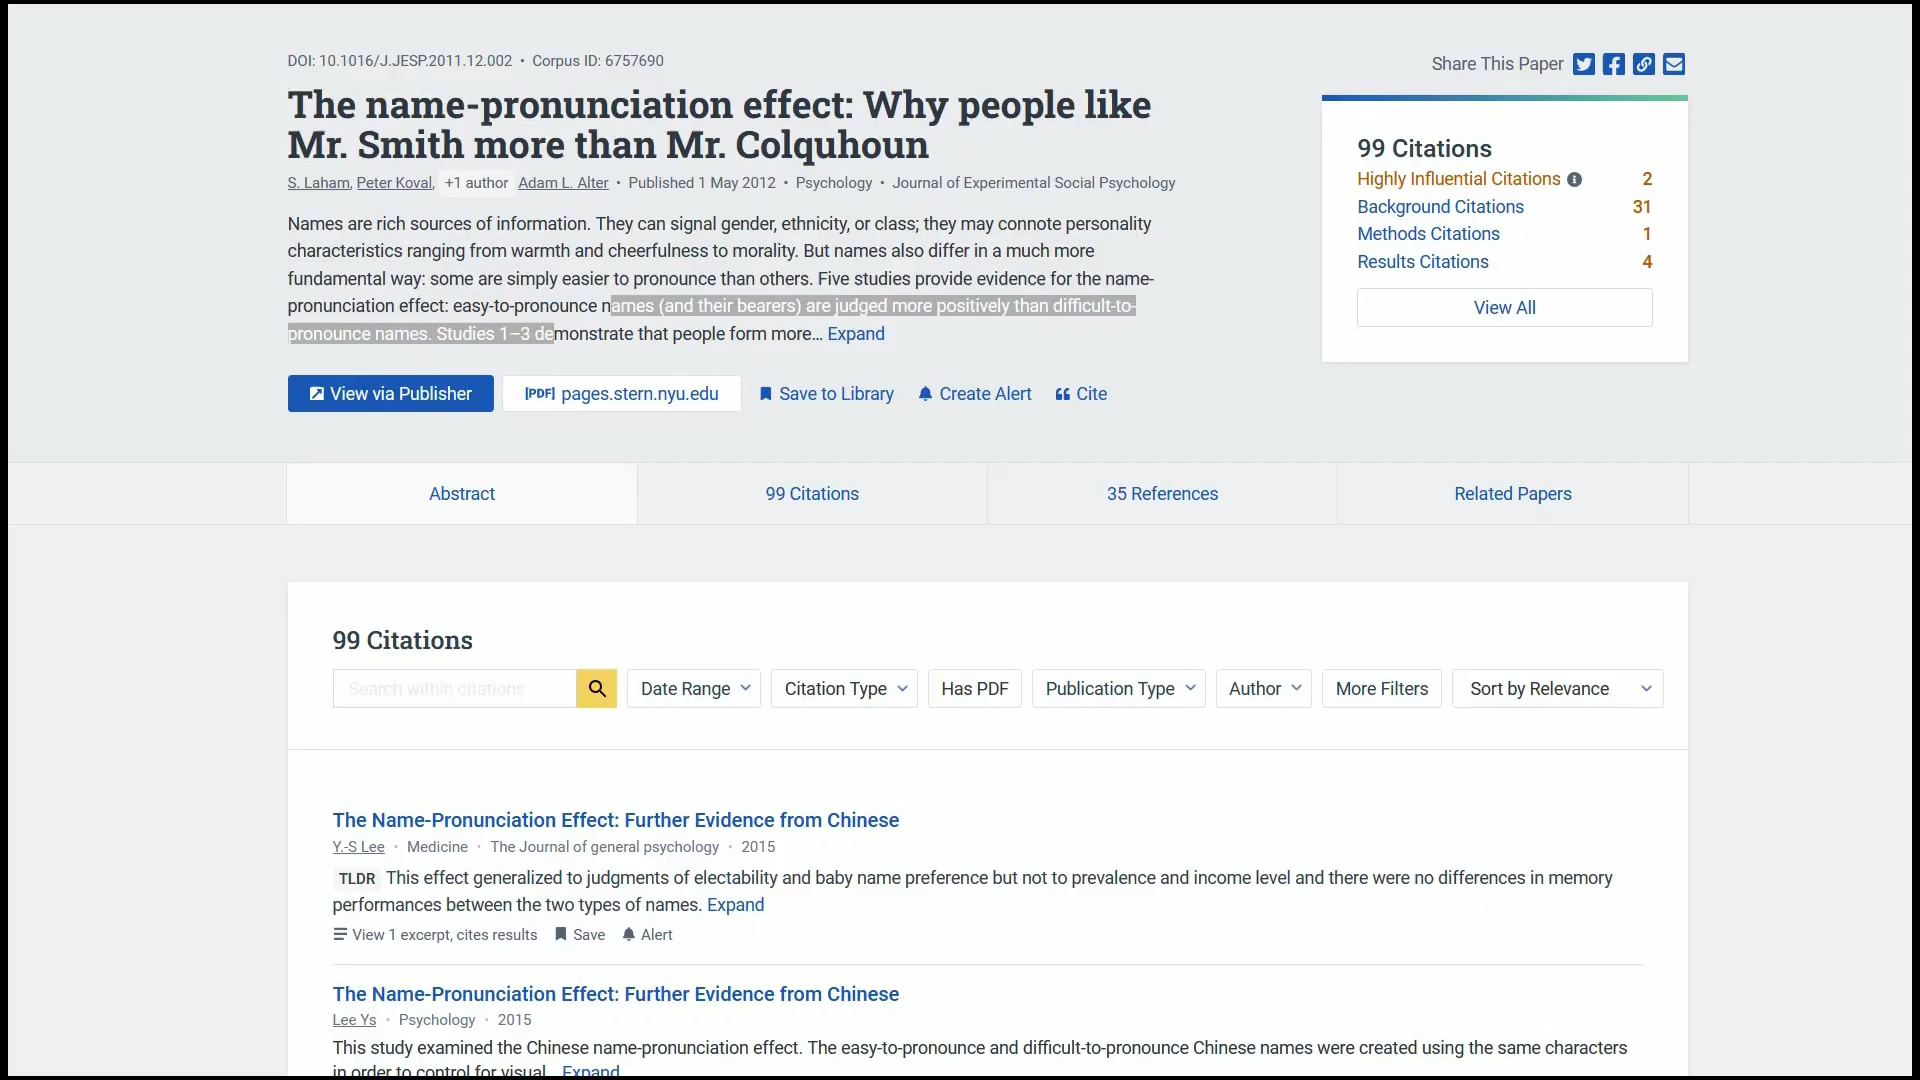 DOI: 10.1016/J.JESP.2011.12.002 • Corpus ID: 6757690
The name-pronunciation effect: Why people like
Mr. Smith more than Mr. Colquhoun
S. Laham, Peter Koval, +1 author Adam L. Alter • Published 1 May 2012 • Psychology • Journal of Experimental Social Psychology
Names are rich sources of information. They can signal gender, ethnicity, or class; they may connote personality
characteristics ranging from warmth and cheerfulness to morality. But names also differ in a much more
fundamental way: some are simply easier to pronounce than others. Five studies provide evidence for the name-
pronunciation effect: easy-to-pronounce names (and their bearers) are judged more positively than difficult-to-
pronounce names. Studies 1–3 demonstrate that people form more… Expand
View via Publisher
[PDF] pages.stern.nyu.edu
Save to Library
Create Alert
Cite
Share This Paper
99 Citations
Highly Influential Citations 2
Background Citations 31
Methods Citations 1
Results Citations 4
View All
Abstract
99 Citations
35 References
Related Papers
99 Citations
Search within citations
Date Range
Citation Type
Has PDF
Publication Type
Author
More Filters
Sort by Relevance
The Name-Pronunciation Effect: Further Evidence from Chinese
Y.-S Lee • Medicine • The Journal of general psychology • 2015
TLDR This effect generalized to judgments of electability and baby name preference but not to prevalence and income level and there were no differences in memory
performances between the two types of names. Expand
View 1 excerpt, cites results Save Alert
The Name-Pronunciation Effect: Further Evidence from Chinese
Lee Ys • Psychology • 2015
This study examined the Chinese name-pronunciation effect. The easy-to-pronounce and difficult-to-pronounce Chinese names were created using the same characters
in order to control for visual… Expand